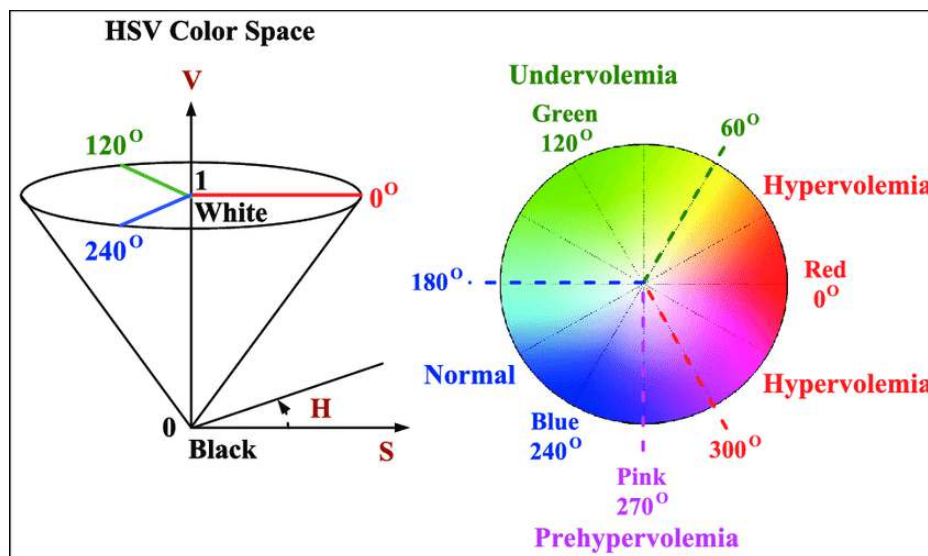 HSV Color Space
V
120°
1
White
0°
240°
0
Black
H
S
Undervolemia
Green
120°
60°
Hypervolemia
180°
Red
0°
Normal
Hypervolemia
Blue
240°
300°
Pink
270°
Prehypervolemia